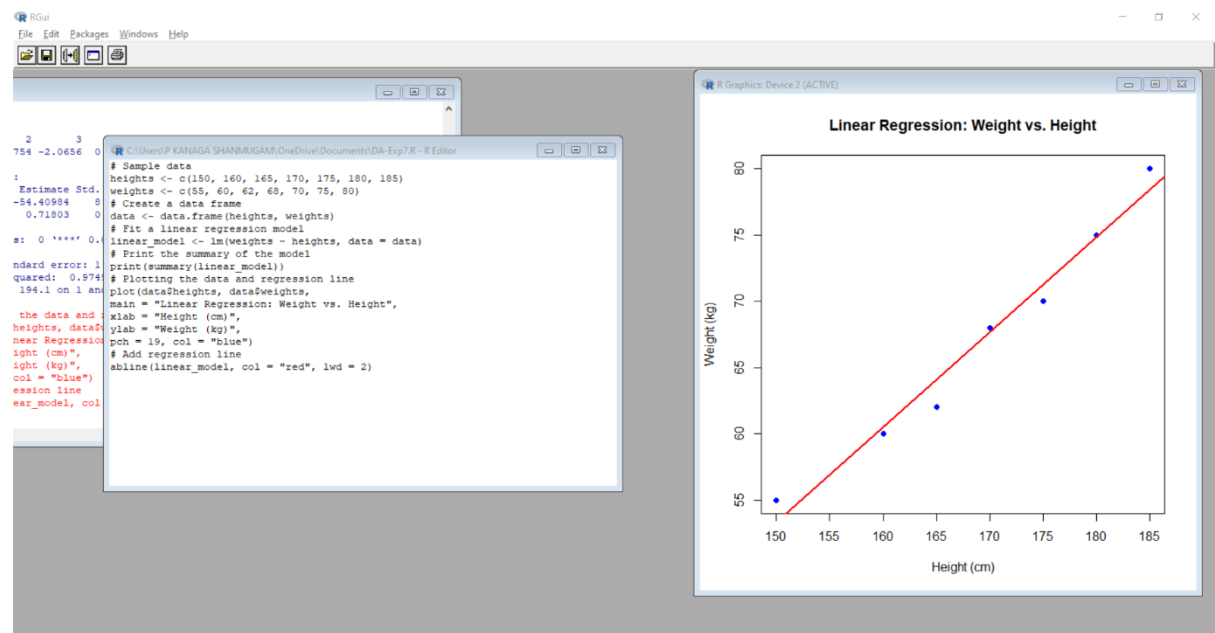 RGui
File Edit Packages Windows Help
2 3
754 -2.0656 0
:
Estimate Std.
-54.40984 8
0.71803 0
s: 0 '***' 0.
ndard error: 1
quared: 0.974
194.1 on 1 and
the data and
heights, data$
near Regression
ight (cm)",
ight (kg)",
col = "blue")
ession line
ear_model, col
C:\Users\P KANAGA SHANMUGAM\OneDrive\Documents\DA-Exp7.R - R Editor
# Sample data
heights <- c(150, 160, 165, 170, 175, 180, 185)
weights <- c(55, 60, 62, 68, 70, 75, 80)
# Create a data frame
data <- data.frame(heights, weights)
# Fit a linear regression model
linear_model <- lm(weights ~ heights, data = data)
# Print the summary of the model
print(summary(linear_model))
# Plotting the data and regression line
plot(data$heights, data$weights,
main = "Linear Regression: Weight vs. Height",
xlab = "Height (cm)",
ylab = "Weight (kg)",
pch = 19, col = "blue")
# Add regression line
abline(linear_model, col = "red", lwd = 2)
R Graphics: Device 2 (ACTIVE)
Linear Regression: Weight vs. Height
Weight (kg)
80
75
70
65
60
55
150 155 160 165 170 175 180 185
Height (cm)